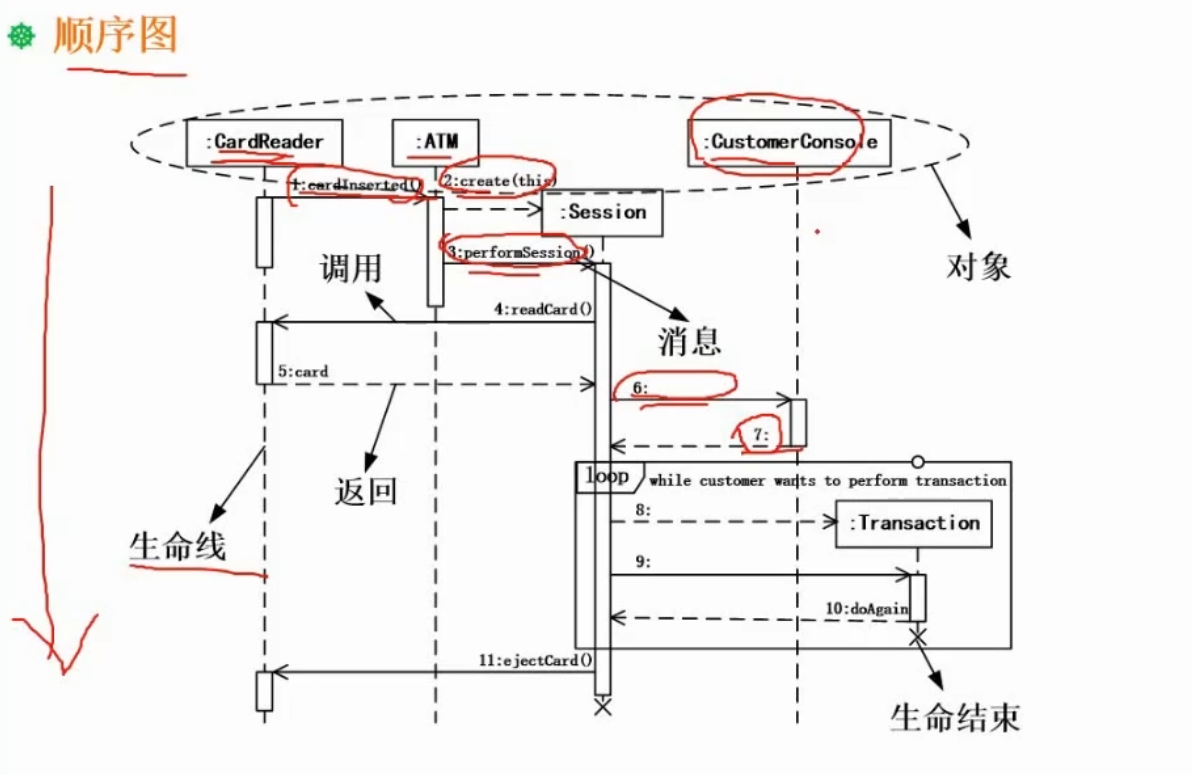 顺序图
:CardReader
:ATM
:CustomerConsole
1:cardInserted()
2:create(this)
:Session
3:performSession()
对象
调用
4:readCard()
消息
5:card
6:
7:
返回
loop
while customer wants to perform transaction
8:
:Transaction
生命线
9:
10:doAgain
11:ejectCard()
生命结束